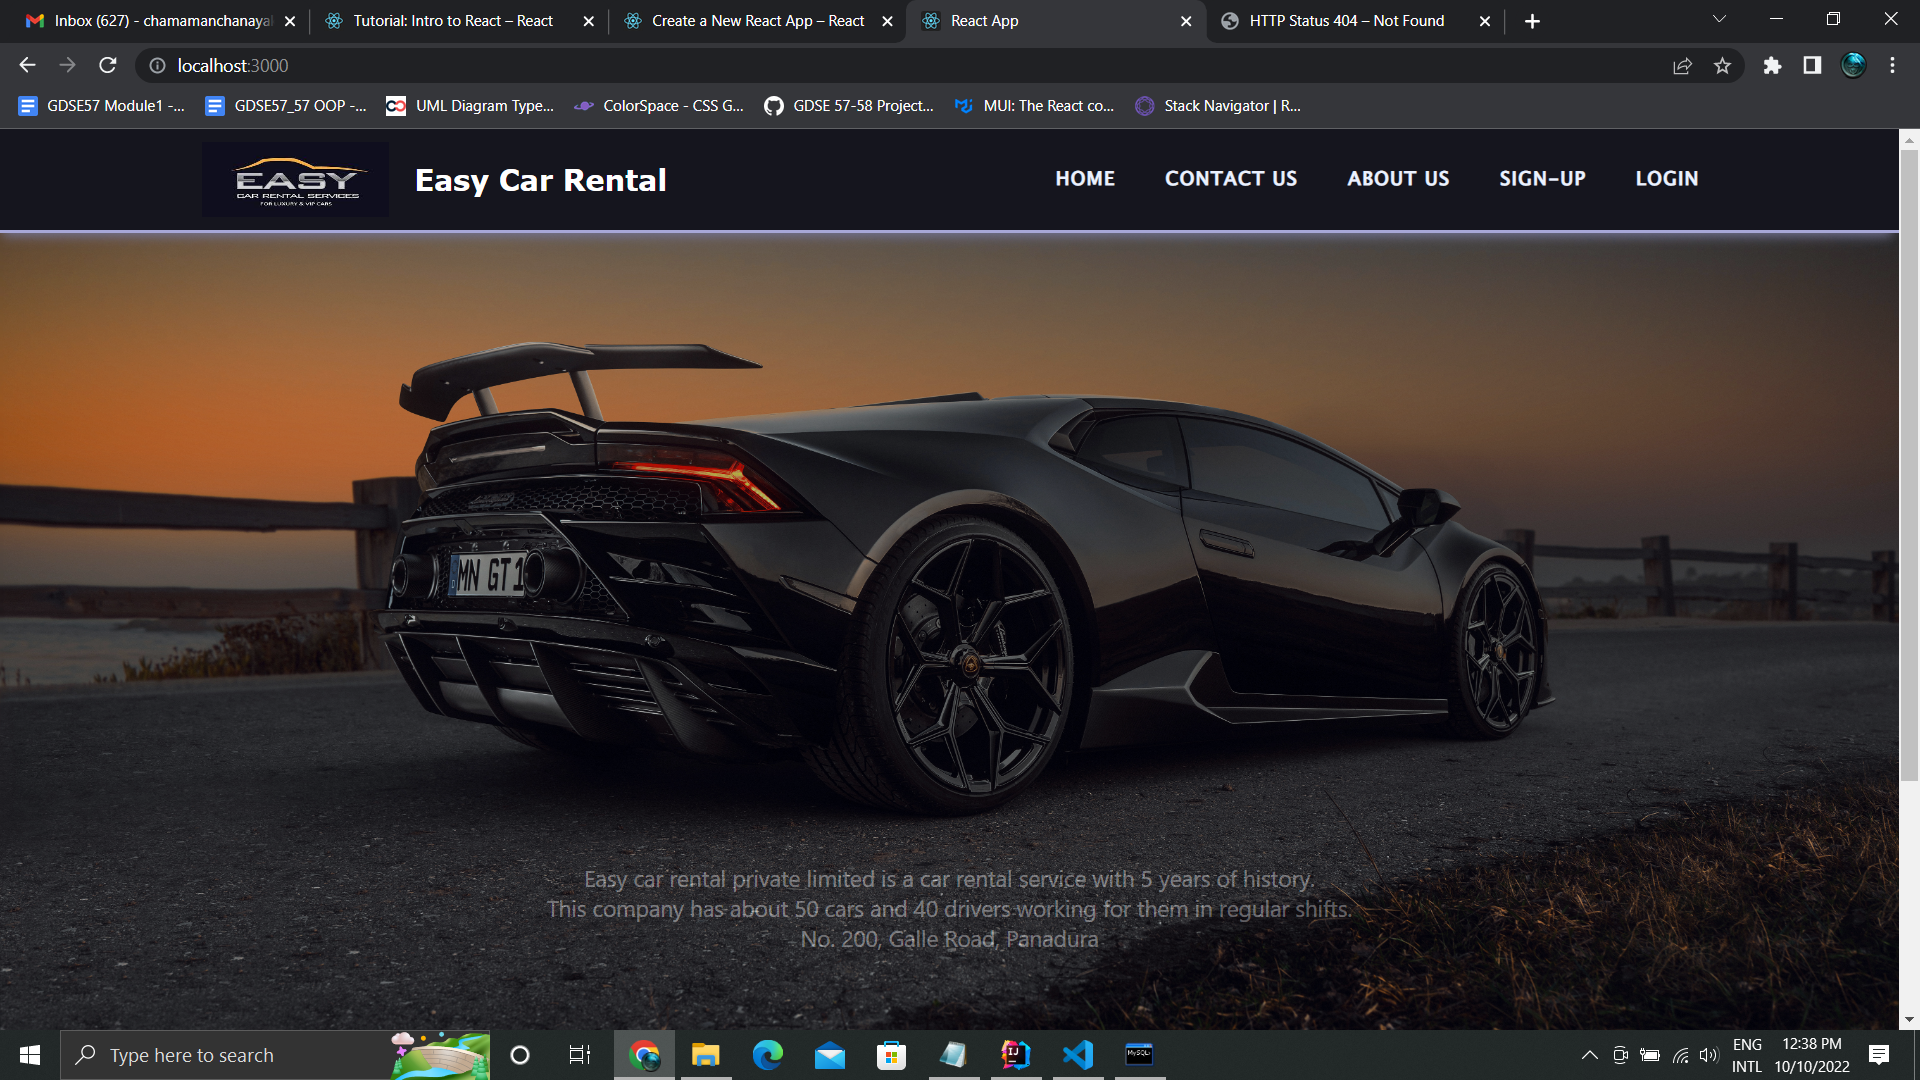 Inbox (627) - chamamanchanaya
Tutorial: Intro to React – React
Create a New React App – React
React App
HTTP Status 404 – Not Found
localhost:3000
GDSE57 Module1 -...
GDSE57_57 OOP -...
UML Diagram Type...
ColorSpace - CSS G...
GDSE 57-58 Project...
MUI: The React co...
Stack Navigator | R...
EASY
CAR RENTAL SERVICES
FOR LUXURY & VIP CARS
Easy Car Rental
HOME
CONTACT US
ABOUT US
SIGN-UP
LOGIN
MN GT 1
Easy car rental private limited is a car rental service with 5 years of history.
This company has about 50 cars and 40 drivers working for them in regular shifts.
No. 200, Galle Road, Panadura
Type here to search
IJ
MySQL
ENG
INTL
12:38 PM
10/10/2022